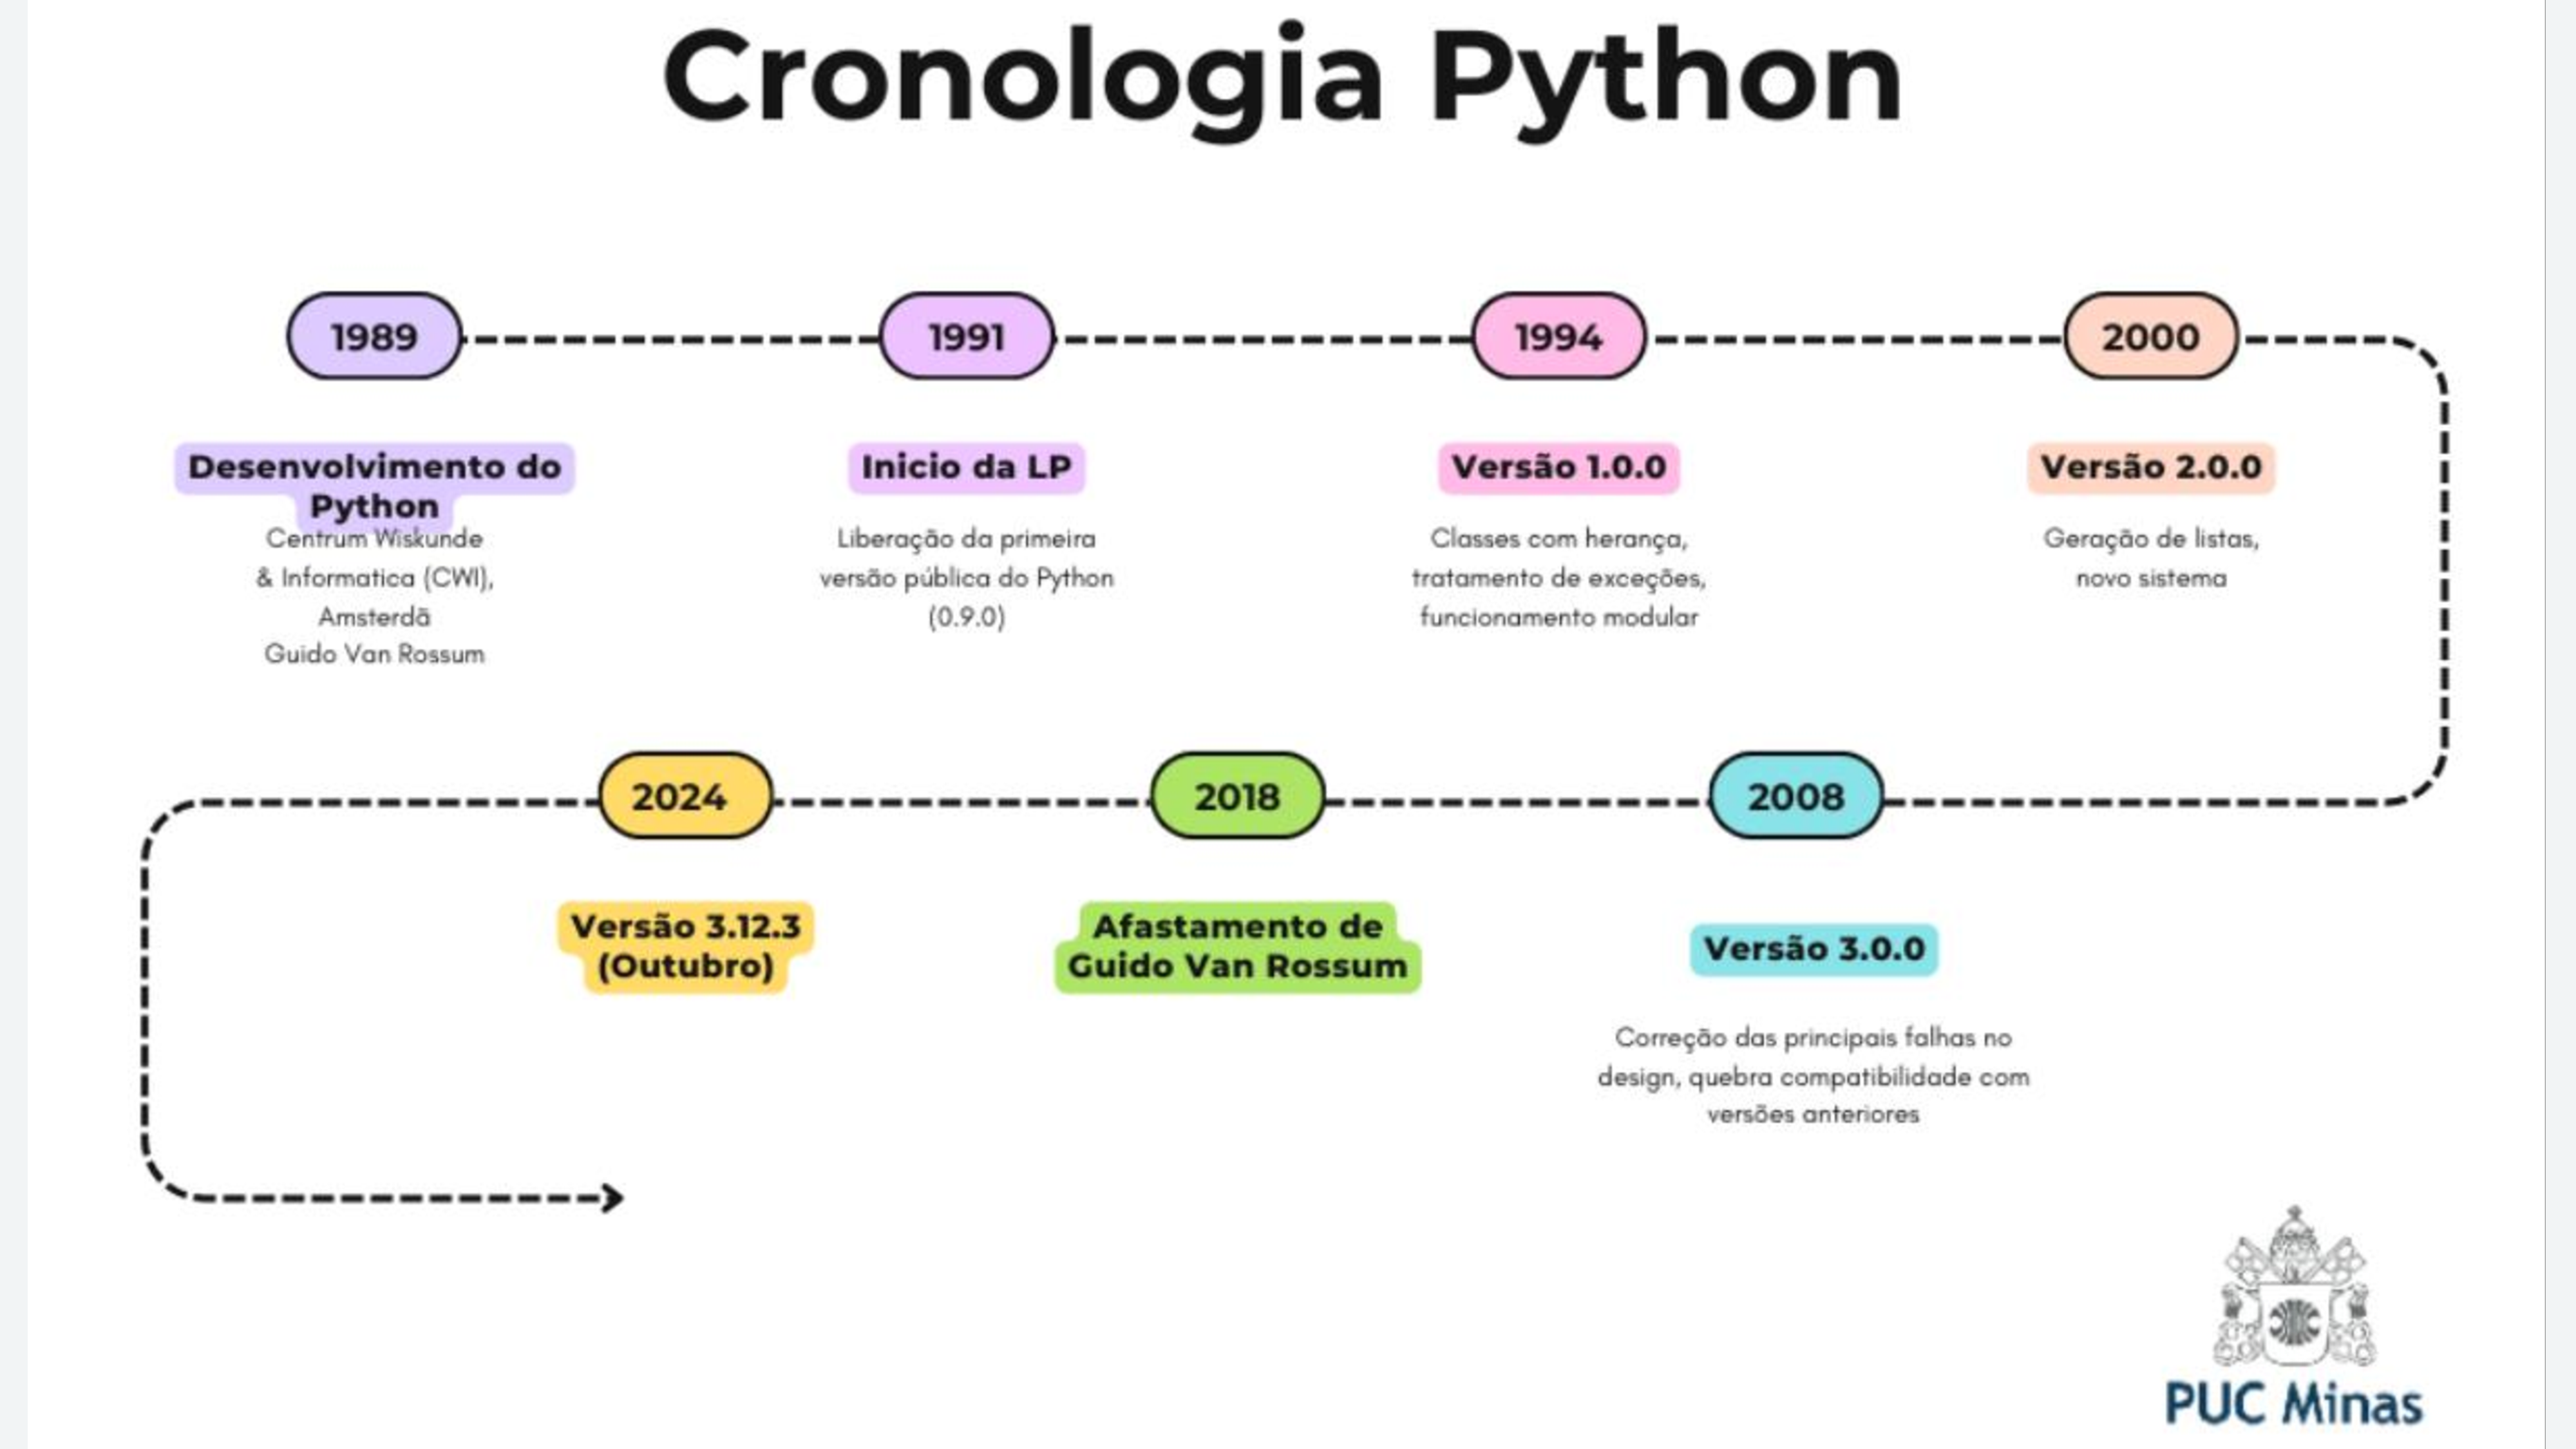 Cronologia Python
1989
1991
1994
2000
Desenvolvimento do
Python
Centrum Wiskunde
& Informatica (CWI),
Amsterdã
Guido Van Rossum
Inicio da LP
Liberação da primeira
versão pública do Python
(0.9.0)
Versão 1.0.0
Classes com herança,
tratamento de exceções,
funcionamento modular
Versão 2.0.0
Geração de listas,
novo sistema
2008
Versão 3.0.0
Correção das principais falhas no
design, quebra compatibilidade com
versões anteriores
2018
Afastamento de
Guido Van Rossum
2024
Versão 3.12.3
(Outubro)
PUC Minas